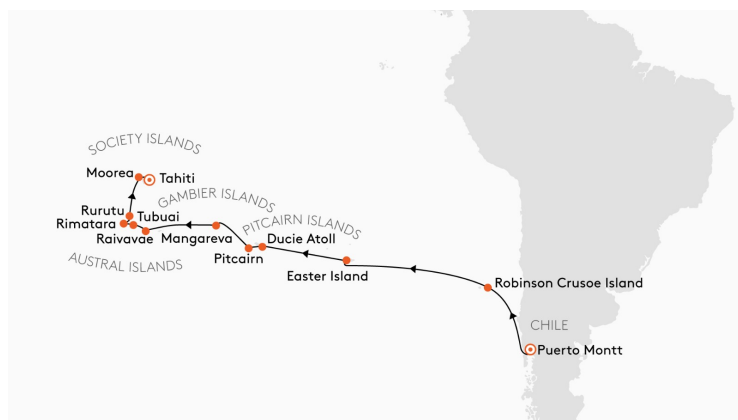 SOCIETY ISLANDS
Moorea
Tahiti
GAMBIER ISLANDS
Rurutu
Tubuai
Rimatara
PITCAIRN ISLANDS
Raivavae
Mangareva
Ducie Atoll
AUSTRAL ISLANDS
Pitcairn
Easter Island
Robinson Crusoe Island
CHILE
Puerto Montt